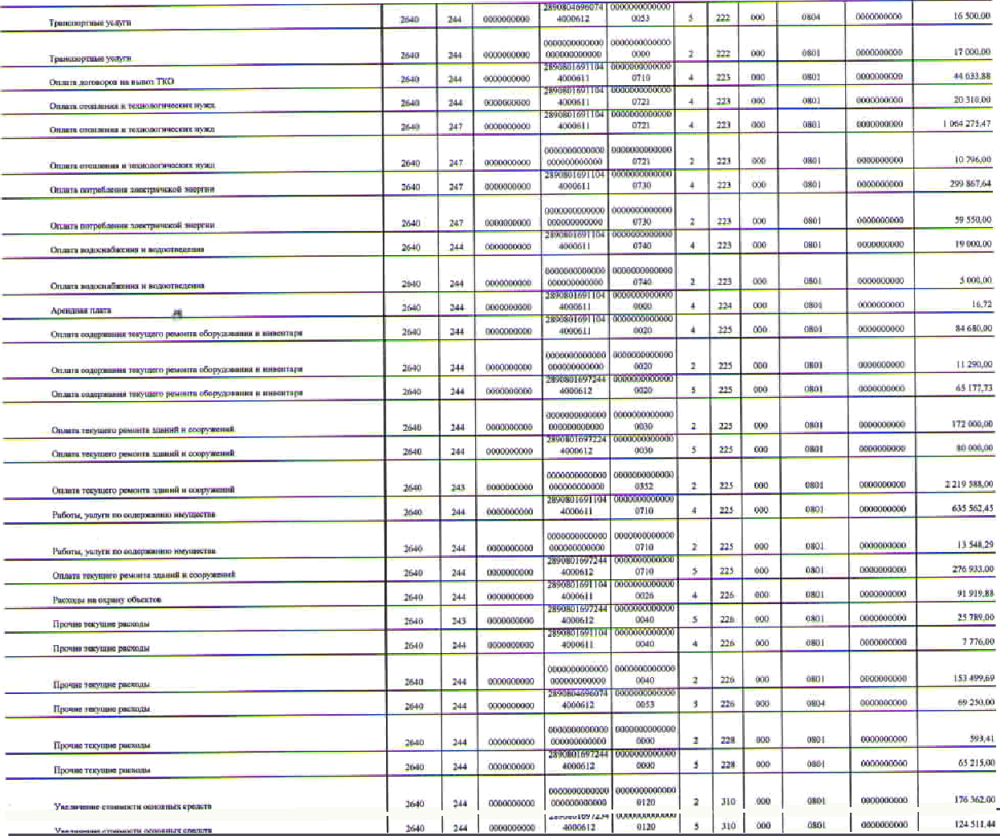 2890804696074 0000000000000
Транспортные услуги 2640 244 0000000000 4000612 0053 5 222 000 0804 0000000000 16 500,00
0000000000000 0000000000000
Транспортные услуги 2640 244 0000000000 0000000000000 0000 2 222 000 0801 0000000000 17 000,00
2890801691104 0000000000000
Оплата договоров на вывоз ТКО 2640 244 0000000000 4000611 0710 4 223 000 0801 0000000000 44 033,88
2890801691104 0000000000000
Оплата отопления и технологических нужд 2640 244 0000000000 4000611 0721 4 223 000 0801 0000000000 20 310,00
2890801691104 0000000000000
Оплата отопления и технологических нужд 2640 247 0000000000 4000611 0721 4 223 000 0801 0000000000 1 064 275,47
0000000000000 0000000000000
Оплата отопления и технологических нужд 2640 247 0000000000 0000000000000 0721 2 223 000 0801 0000000000 10 796,00
2890801691104 0000000000000
Оплата потребления электрической энергии 2640 247 0000000000 4000611 0730 4 223 000 0801 0000000000 299 867,64
0000000000000 0000000000000
Оплата потребления электрической энергии 2640 247 0000000000 0000000000000 0730 2 223 000 0801 0000000000 59 550,00
2890801691104 0000000000000
Оплата водоснабжения и водоотведения 2640 244 0000000000 4000611 0740 4 223 000 0801 0000000000 19 000,00
0000000000000 0000000000000
Оплата водоснабжения и водоотведения 2640 244 0000000000 0000000000000 0740 2 223 000 0801 0000000000 5 000,00
2890801691104 0000000000000
Арендная плата 2640 244 0000000000 4000611 0000 4 224 000 0801 0000000000 16,72
2890801691104 0000000000000
Оплата содержания текущего ремонта оборудования и инвентаря 2640 244 0000000000 4000611 0020 4 225 000 0801 0000000000 84 680,00
0000000000000 0000000000000
Оплата содержания текущего ремонта оборудования и инвентаря 2640 244 0000000000 0000000000000 0020 2 225 000 0801 0000000000 11 290,00
2890801697244 0000000000000
Оплата содержания текущего ремонта оборудования и инвентаря 2640 244 0000000000 4000612 0020 5 225 000 0801 0000000000 65 177,73
0000000000000 0000000000000
Оплата текущего ремонта зданий и сооружений 2640 244 0000000000 0000000000000 0030 2 225 000 0801 0000000000 172 000,00
2890801697224 0000000000000
Оплата текущего ремонта зданий и сооружений 2640 244 0000000000 4000612 0030 5 225 000 0801 0000000000 80 000,00
0000000000000 0000000000000
Оплата текущего ремонта зданий и сооружений 2640 243 0000000000 0000000000000 0352 2 225 000 0801 0000000000 2 219 588,00
2890801691104 0000000000000
Работы, услуги по содержанию имущества 2640 244 0000000000 4000611 0710 4 225 000 0801 0000000000 635 562,45
0000000000000 0000000000000
Работы, услуги по содержанию имущества 2640 244 0000000000 0000000000000 0710 2 225 000 0801 0000000000 13 548,29
2890801697244 0000000000000
Оплата текущего ремонта зданий и сооружений 2640 244 0000000000 4000612 0710 5 225 000 0801 0000000000 276 933,00
2890801691104 0000000000000
Расходы на охрану объектов 2640 244 0000000000 4000611 0026 4 226 000 0801 0000000000 91 919,88
2890801697244 0000000000000
Прочие текущие расходы 2640 243 0000000000 4000612 0040 5 226 000 0801 0000000000 25 789,00
2890801691104 0000000000000
Прочие текущие расходы 2640 244 0000000000 4000611 0040 4 226 000 0801 0000000000 7 776,00
0000000000000 0000000000000
Прочие текущие расходы 2640 244 0000000000 0000000000000 0040 2 226 000 0801 0000000000 153 499,69
2890804696074 0000000000000
Прочие текущие расходы 2640 244 0000000000 4000612 0053 5 226 000 0804 0000000000 69 250,00
0000000000000 0000000000000
Прочие текущие расходы 2640 244 0000000000 0000000000000 0000 2 228 000 0801 0000000000 593,41
2890801697244 0000000000000
Прочие текущие расходы 2640 244 0000000000 4000612 0000 5 228 000 0801 0000000000 65 215,00
0000000000000 0000000000000
Увеличение стоимости основных средств 2640 244 0000000000 0000000000000 0120 2 310 000 0801 0000000000 176 362,00
2890801697234 0000000000000
Увеличение стоимости основных средств 2640 244 0000000000 4000612 0120 5 310 000 0801 0000000000 124 511,44